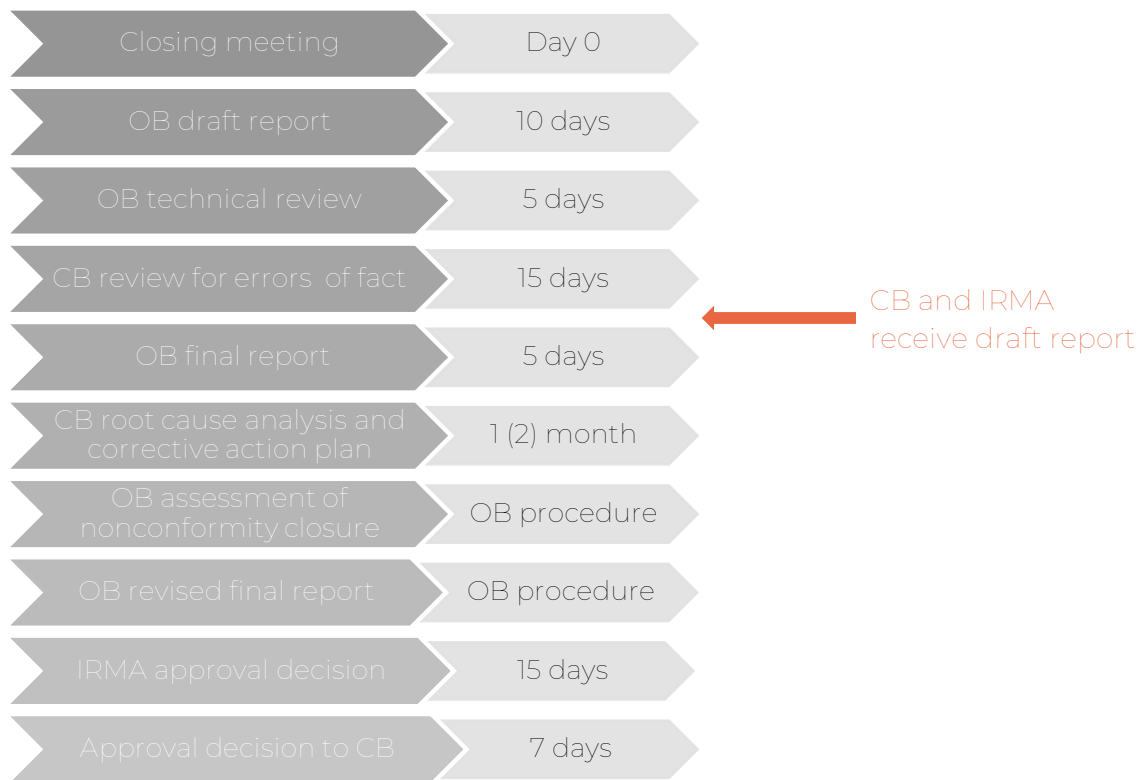 Closing meeting
Day 0
OB draft report
10 days
OB technical review
5 days
CB review for errors of fact
15 days
CB and IRMA
receive draft report
OB final report
5 days
CB root cause analysis and
corrective action plan
1 (2) month
OB assessment of
nonconformity closure
OB procedure
OB revised final report
OB procedure
IRMA approval decision
15 days
Approval decision to CB
7 days